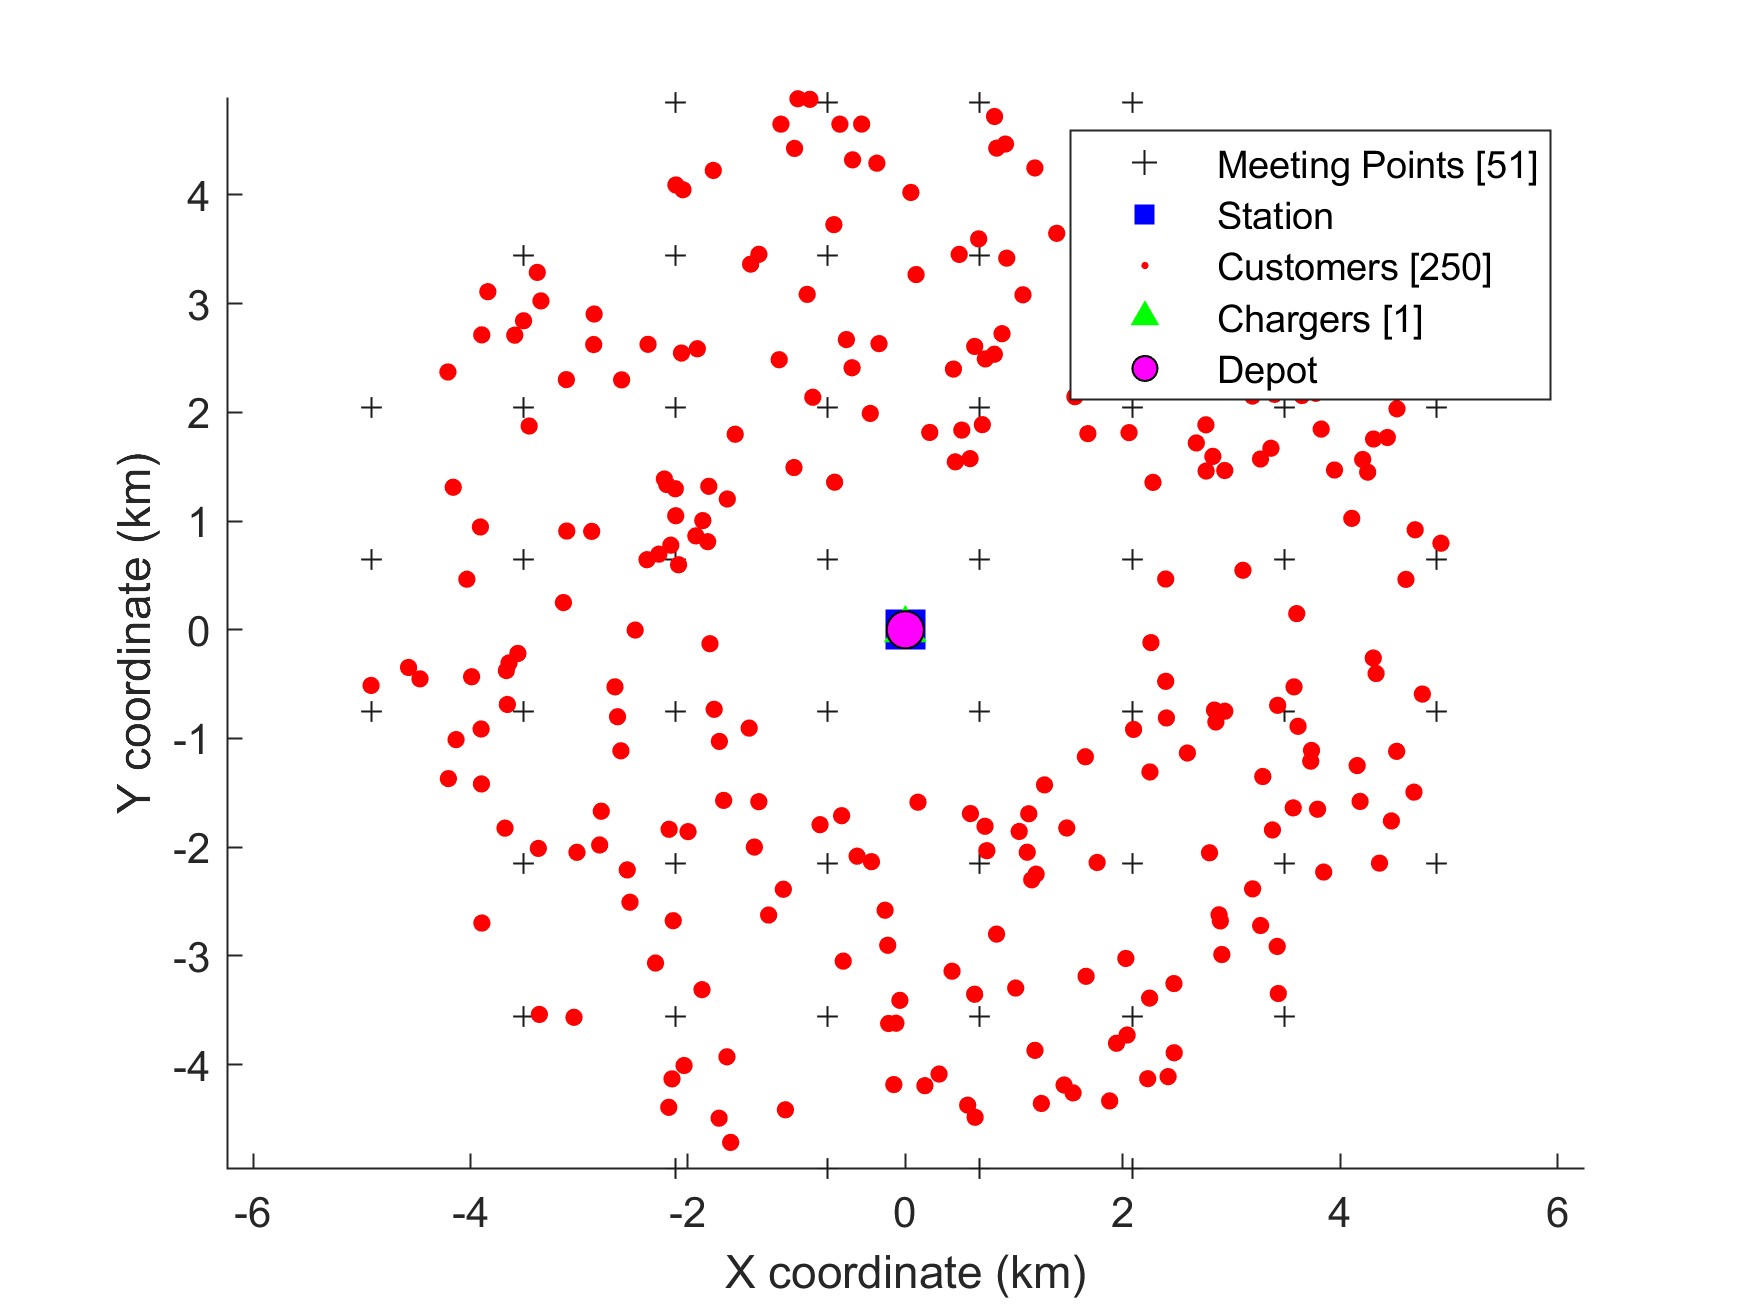 Meeting Points [51]
Station
Customers [250]
Chargers [1]
Depot
4
3
2
1
0
-1
-2
-3
-4
Y coordinate (km)
-6 -4 -2 0 2 4 6
X coordinate (km)